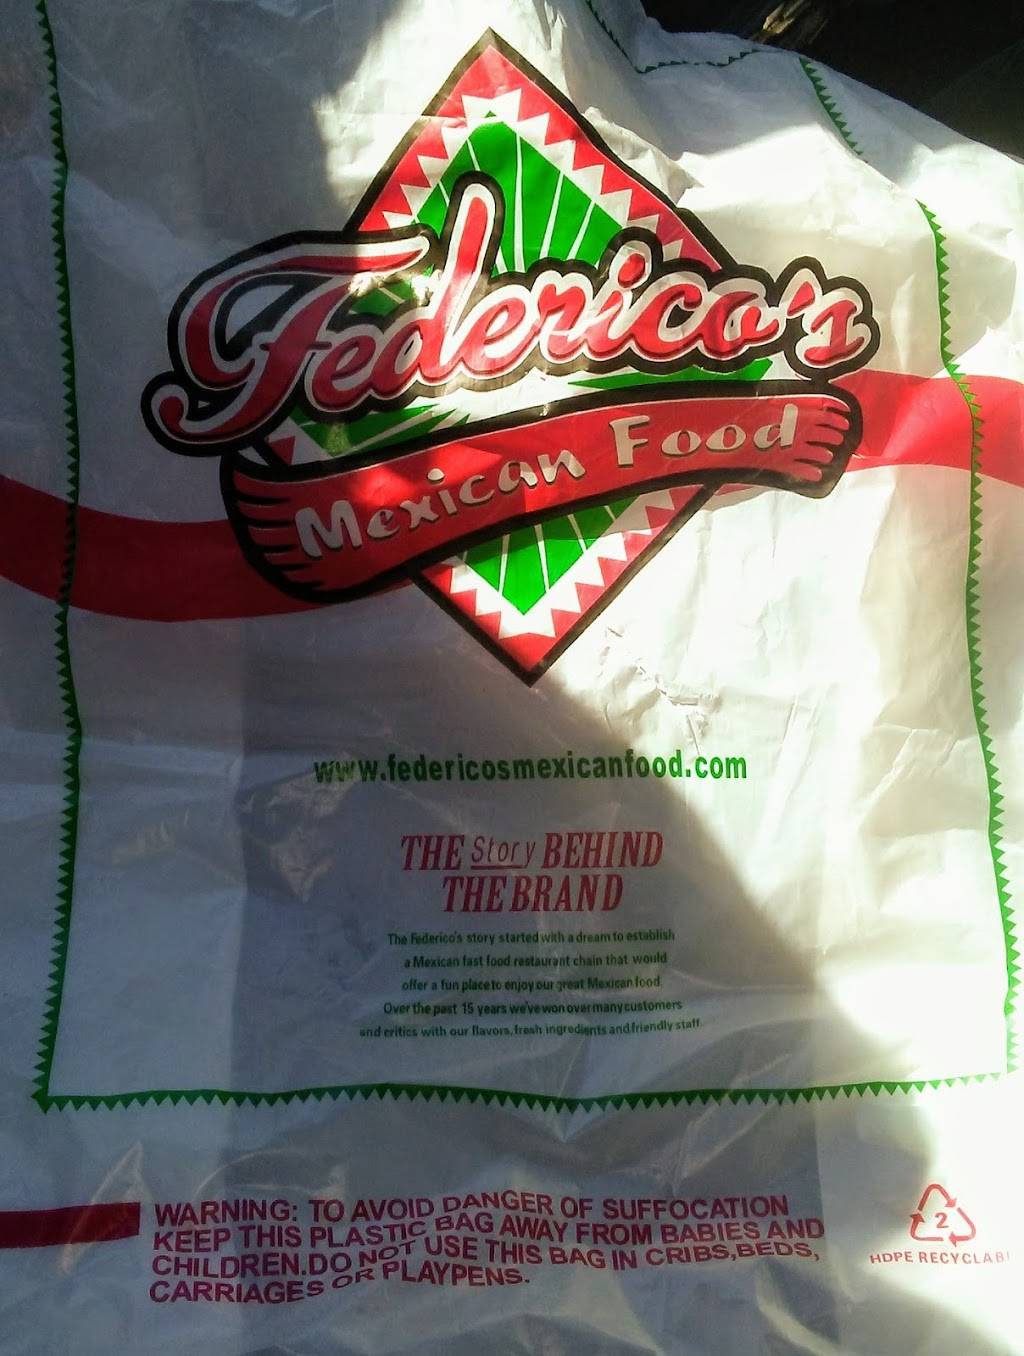 Federico's
Mexican Food
www.federicosmexicanfood.com
THE Story BEHIND
THE BRAND
The Federico's story started with a dream to establish
a Mexican fast food restaurant chain that would
offer a fun place to enjoy our great Mexican food.
Over the past 15 years we've won over many customers
and critics with our flavors, fresh ingredients and friendly staff.
WARNING: TO AVOID DANGER OF SUFFOCATION
KEEP THIS PLASTIC BAG AWAY FROM BABIES AND
CHILDREN.DO NOT USE THIS BAG IN CRIBS,BEDS,
CARRIAGES OR PLAYPENS.
2
HDPE RECYCLABL